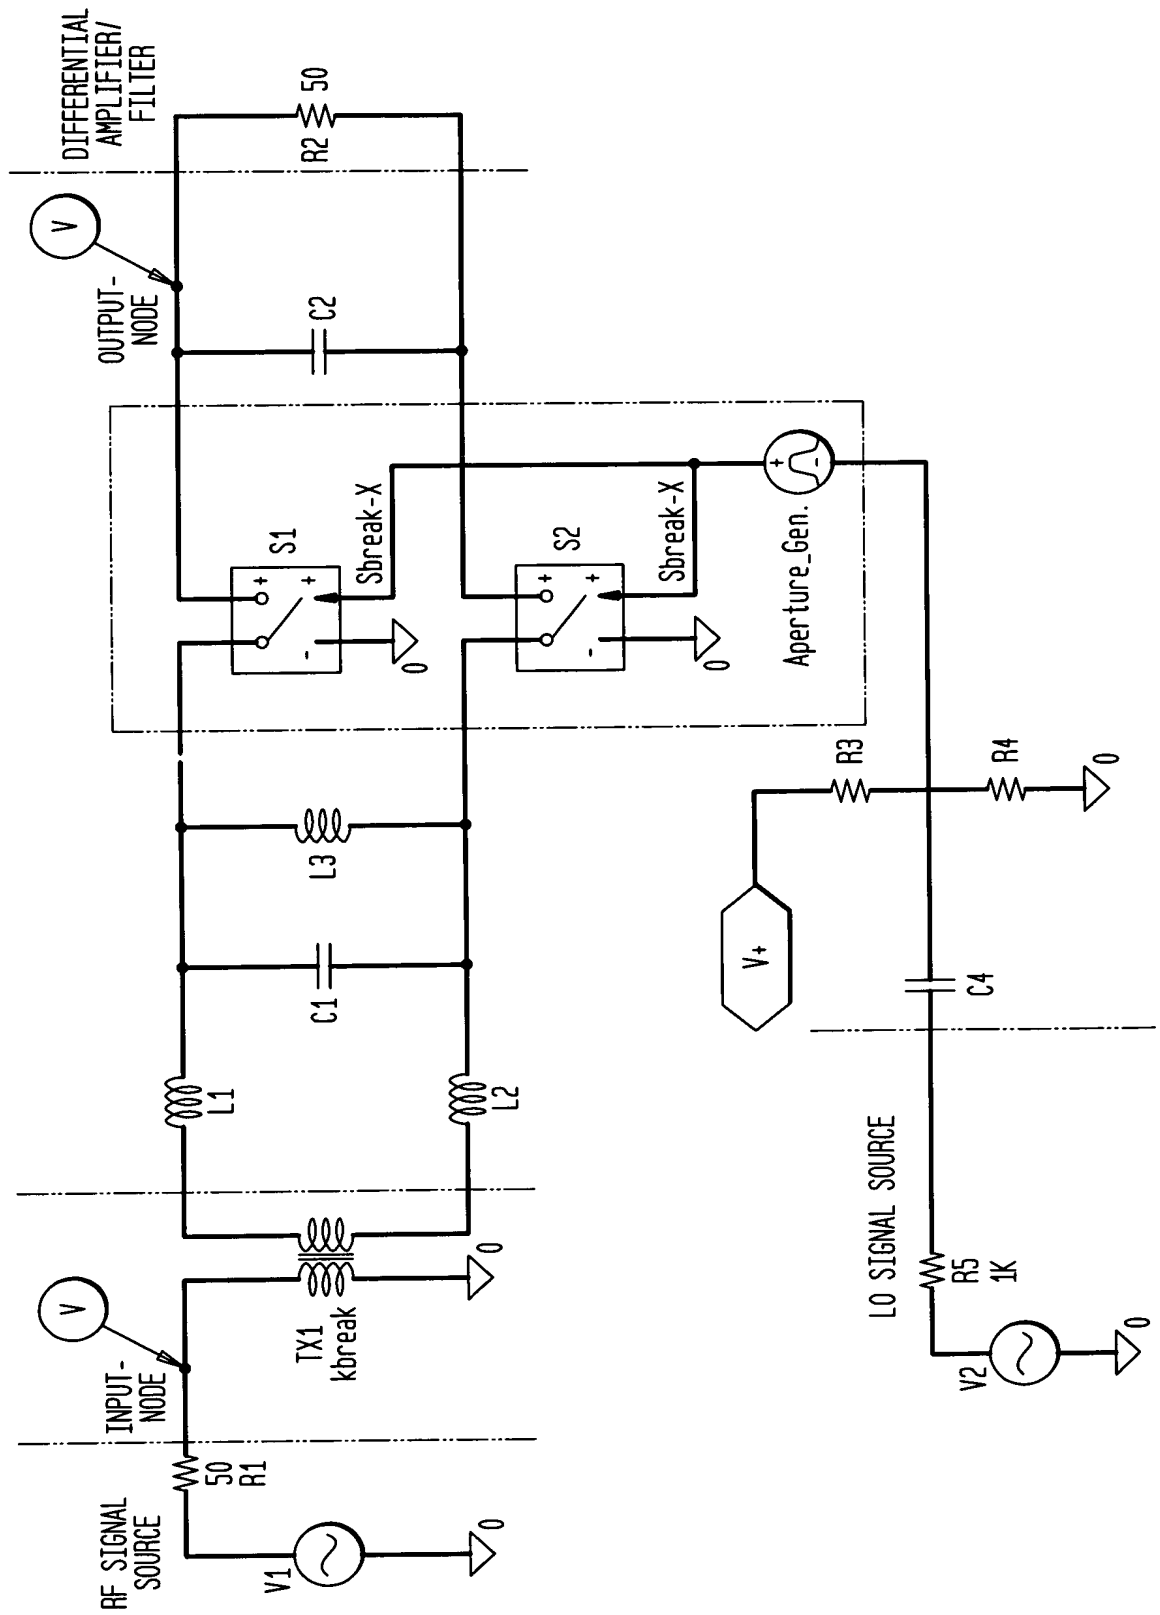 RF SIGNAL
SOURCE
V1
0
50
R1
INPUT-
NODE
V
TX1
kbreak
0
L1
L2
C1
L3
S1
+
+
-
Sbreak-X
0
S2
+
+
-
Sbreak-X
0
Aperture_Gen.
+
-
C2
OUTPUT-
NODE
V
DIFFERENTIAL
AMPLIFIER/
FILTER
R2
50
LO SIGNAL SOURCE
V2
0
R5
1K
C4
V+
R3
R4
0